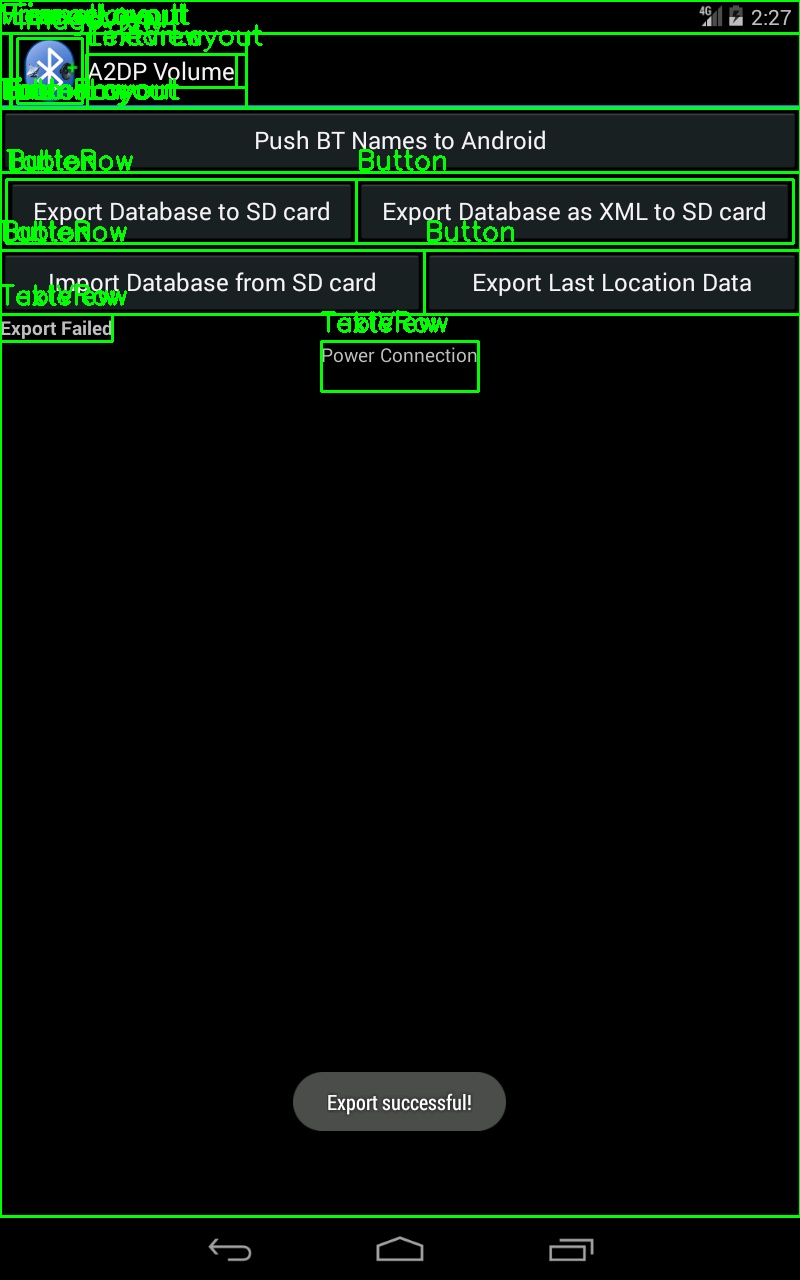 4G 2:27
A2DP Volume
Push BT Names to Android
Button
Export Database to SD card Export Database as XML to SD card
Button
Import Database from SD card Export Last Location Data
Export Failed
Power Connection
Export successful!